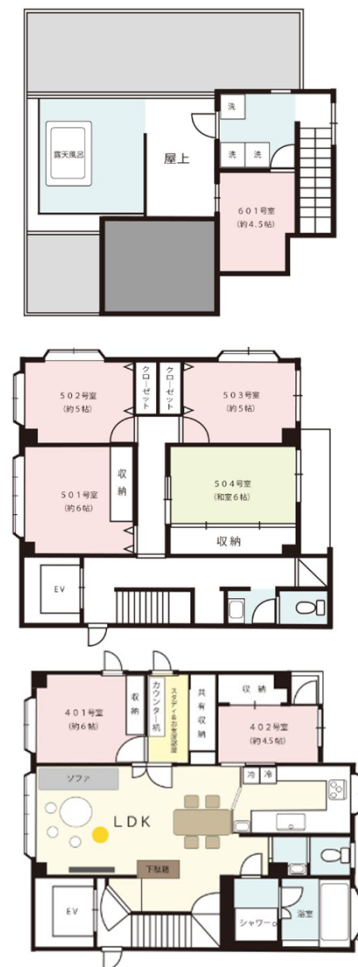 洗
露天風呂
屋上
洗 洗
601号室
(約4.5帖)
502号室
(約5帖)
クローゼット
クローゼット
503号室
(約5帖)
501号室
(約6帖)
収納
504号室
(和室6帖)
収納
EV
401号室
(約6帖)
収納
カウンター机
スタディ&お支度部屋
共有収納
収納
402号室
(約4.5帖)
ソファ
冷 冷
LDK
下駄箱
EV
シャワー
浴室